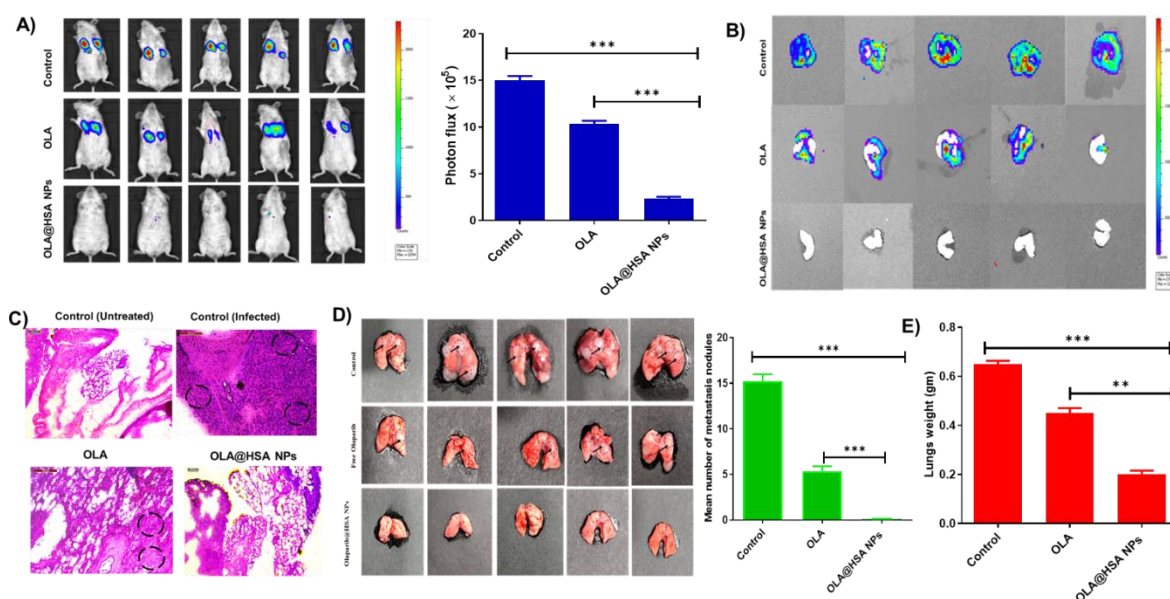 A)
Control
OLA
OLA@HSA NPs
Photon flux (× 10⁵)
20
15
10
5
0
***
***
Control
OLA
OLA@HSA NPs
B)
Control
OLA
OLA@HSA NPs
C)
Control (Untreated)
Control (Infected)
OLA
OLA@HSA NPs
D)
Control
Free Olaparib
Olaparib@HSA NPs
Mean number of metastasis nodules
20
15
10
5
0
***
***
Control
OLA
OLA@HSA NPs
E)
Lungs weight (gm)
0.8
0.6
0.4
0.2
0.0
***
**
Control
OLA
OLA@HSA NPs